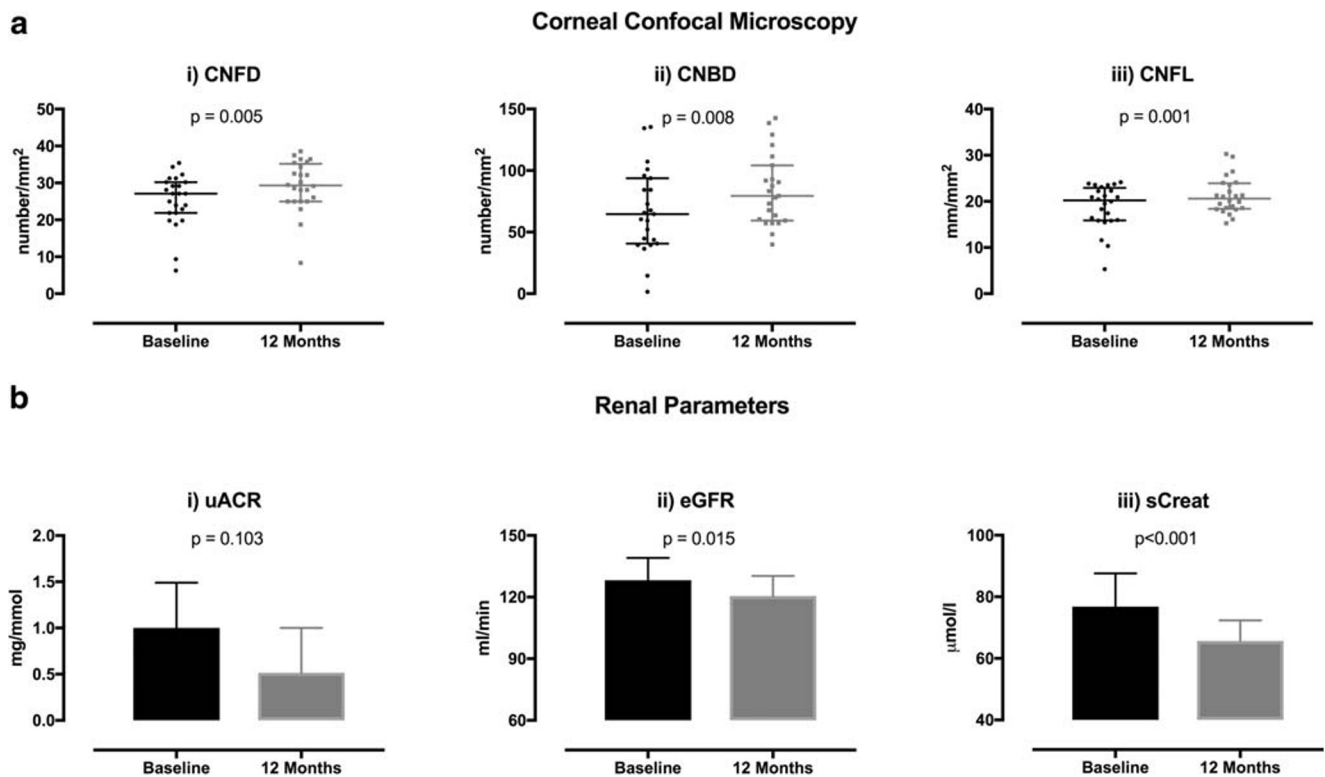 a
Corneal Confocal Microscopy
i) CNFD
ii) CNBD
iii) CNFL
p = 0.005
p = 0.008
p = 0.001
number/mm²
50
40
30
20
10
0
Baseline
12 Months
number/mm²
150
100
50
0
Baseline
12 Months
mm/mm²
40
30
20
10
0
Baseline
12 Months
b
Renal Parameters
i) uACR
ii) eGFR
iii) sCreat
p = 0.103
p = 0.015
p<0.001
mg/mmol
2.0
1.5
1.0
0.5
0.0
Baseline
12 Months
ml/min
150
120
90
60
Baseline
12 Months
µmol/l
100
80
60
40
Baseline
12 Months